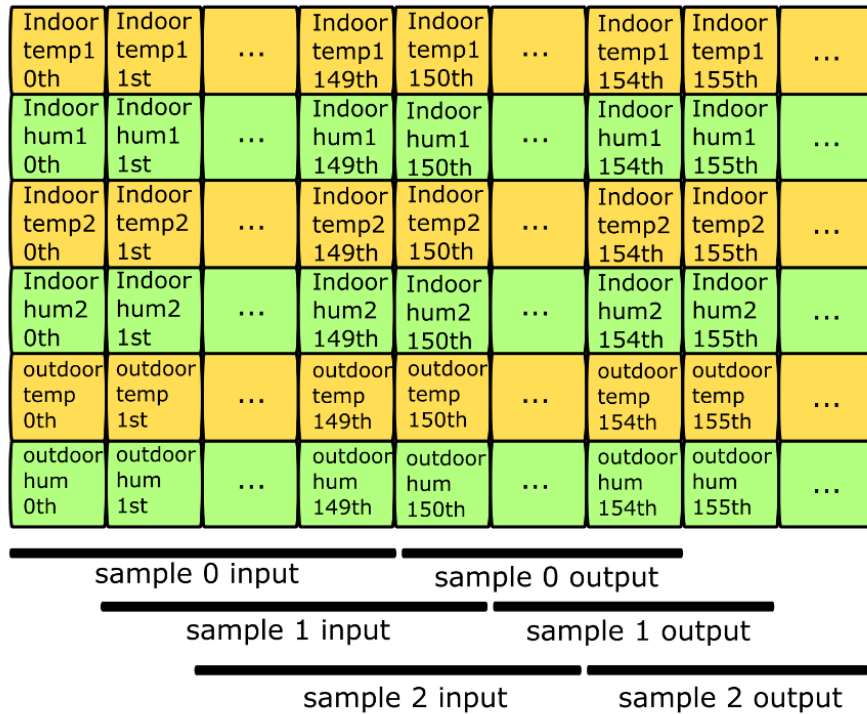 Indoor temp1 0th Indoor temp1 1st ... Indoor temp1 149th Indoor temp1 150th ... Indoor temp1 154th Indoor temp1 155th ...
Indoor hum1 0th Indoor hum1 1st ... Indoor hum1 149th Indoor hum1 150th ... Indoor hum1 154th Indoor hum1 155th ...
Indoor temp2 0th Indoor temp2 1st ... Indoor temp2 149th Indoor temp2 150th ... Indoor temp2 154th Indoor temp2 155th ...
Indoor hum2 0th Indoor hum2 1st ... Indoor hum2 149th Indoor hum2 150th ... Indoor hum2 154th Indoor hum2 155th ...
outdoor temp 0th outdoor temp 1st ... outdoor temp 149th outdoor temp 150th ... outdoor temp 154th outdoor temp 155th ...
outdoor hum 0th outdoor hum 1st ... outdoor hum 149th outdoor hum 150th ... outdoor hum 154th outdoor hum 155th ...
sample 0 input sample 0 output
sample 1 input sample 1 output
sample 2 input sample 2 output